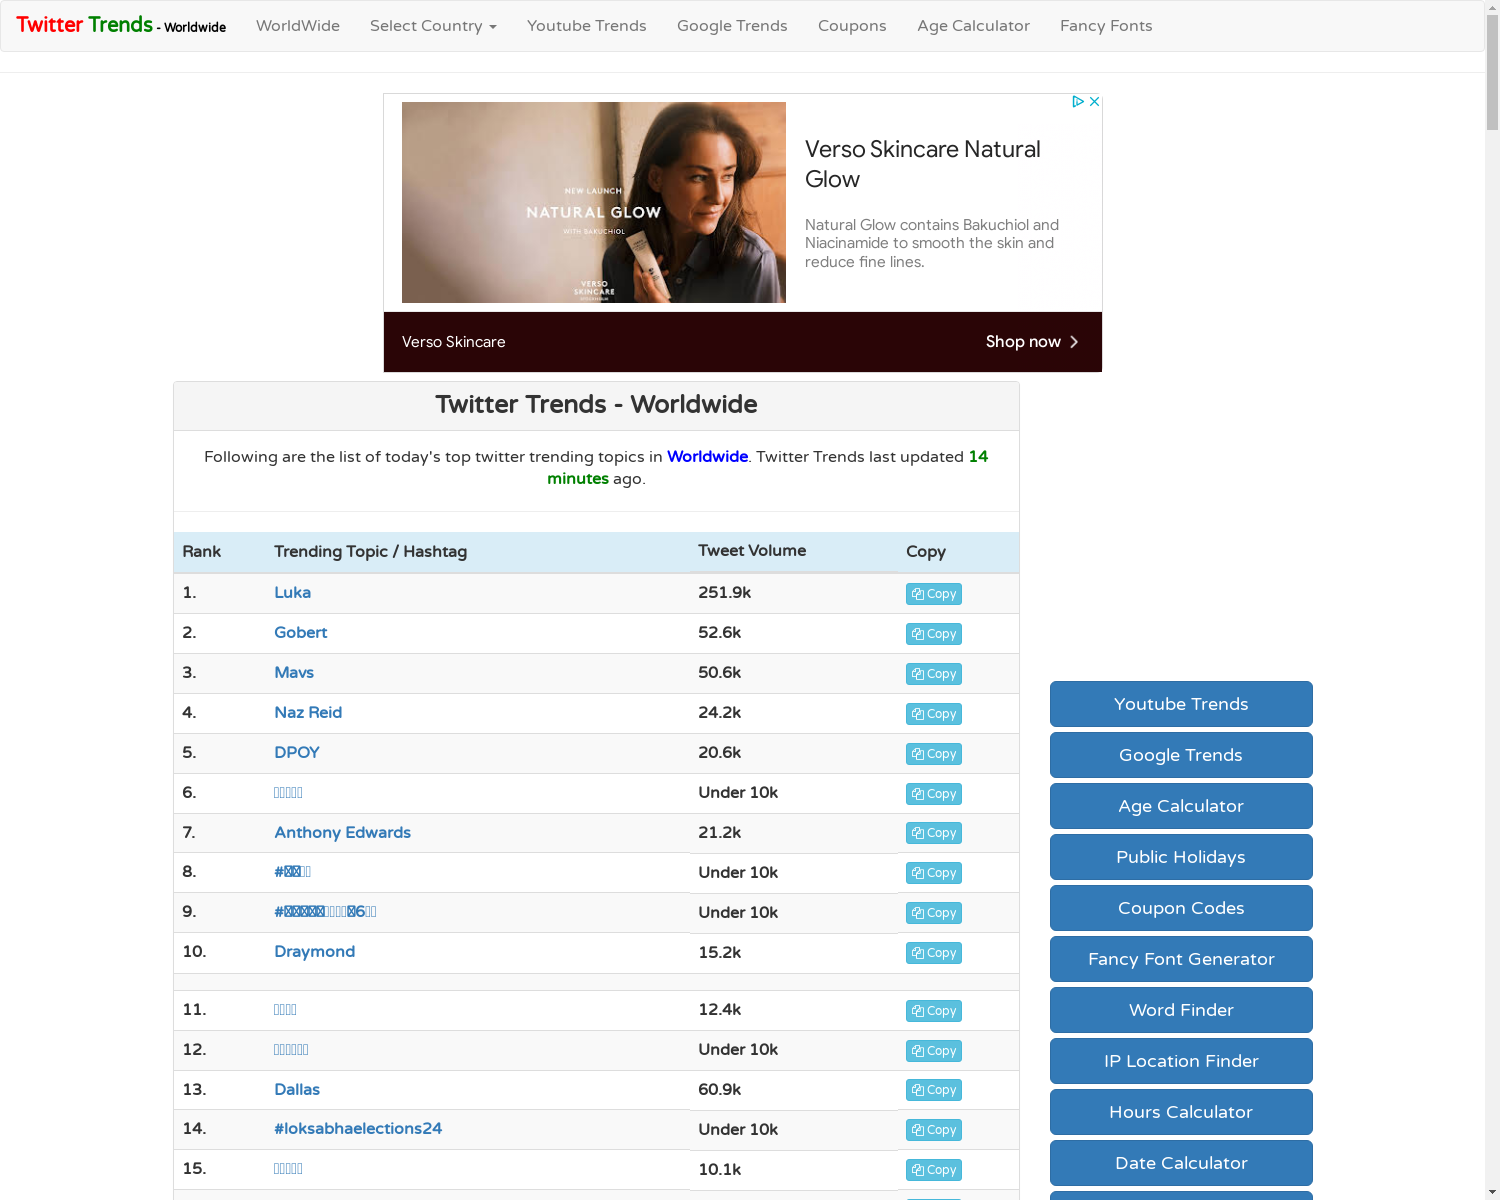 Twitter Trends - Worldwide
WorldWide
Select Country
Youtube Trends
Google Trends
Coupons
Age Calculator
Fancy Fonts
NEW LAUNCH
NATURAL GLOW
WITH BAKUCHIOL
VERSO
SKINCARE
Verso Skincare Natural
Glow
Natural Glow contains Bakuchiol and
Niacinamide to smooth the skin and
reduce fine lines.
Verso Skincare
Shop now
Twitter Trends - Worldwide
Following are the list of today's top twitter trending topics in Worldwide. Twitter Trends last updated 14
minutes ago.
Rank Trending Topic / Hashtag Tweet Volume Copy
1. Luka 251.9k Copy
2. Gobert 52.6k Copy
3. Mavs 50.6k Copy
4. Naz Reid 24.2k Copy
5. DPOY 20.6k Copy
6. Under 10k Copy
7. Anthony Edwards 21.2k Copy
8. Under 10k Copy
9. Under 10k Copy
10. Draymond 15.2k Copy
11. 12.4k Copy
12. Under 10k Copy
13. Dallas 60.9k Copy
14. #loksabhaelections24 Under 10k Copy
15. 10.1k Copy
Youtube Trends
Google Trends
Age Calculator
Public Holidays
Coupon Codes
Fancy Font Generator
Word Finder
IP Location Finder
Hours Calculator
Date Calculator